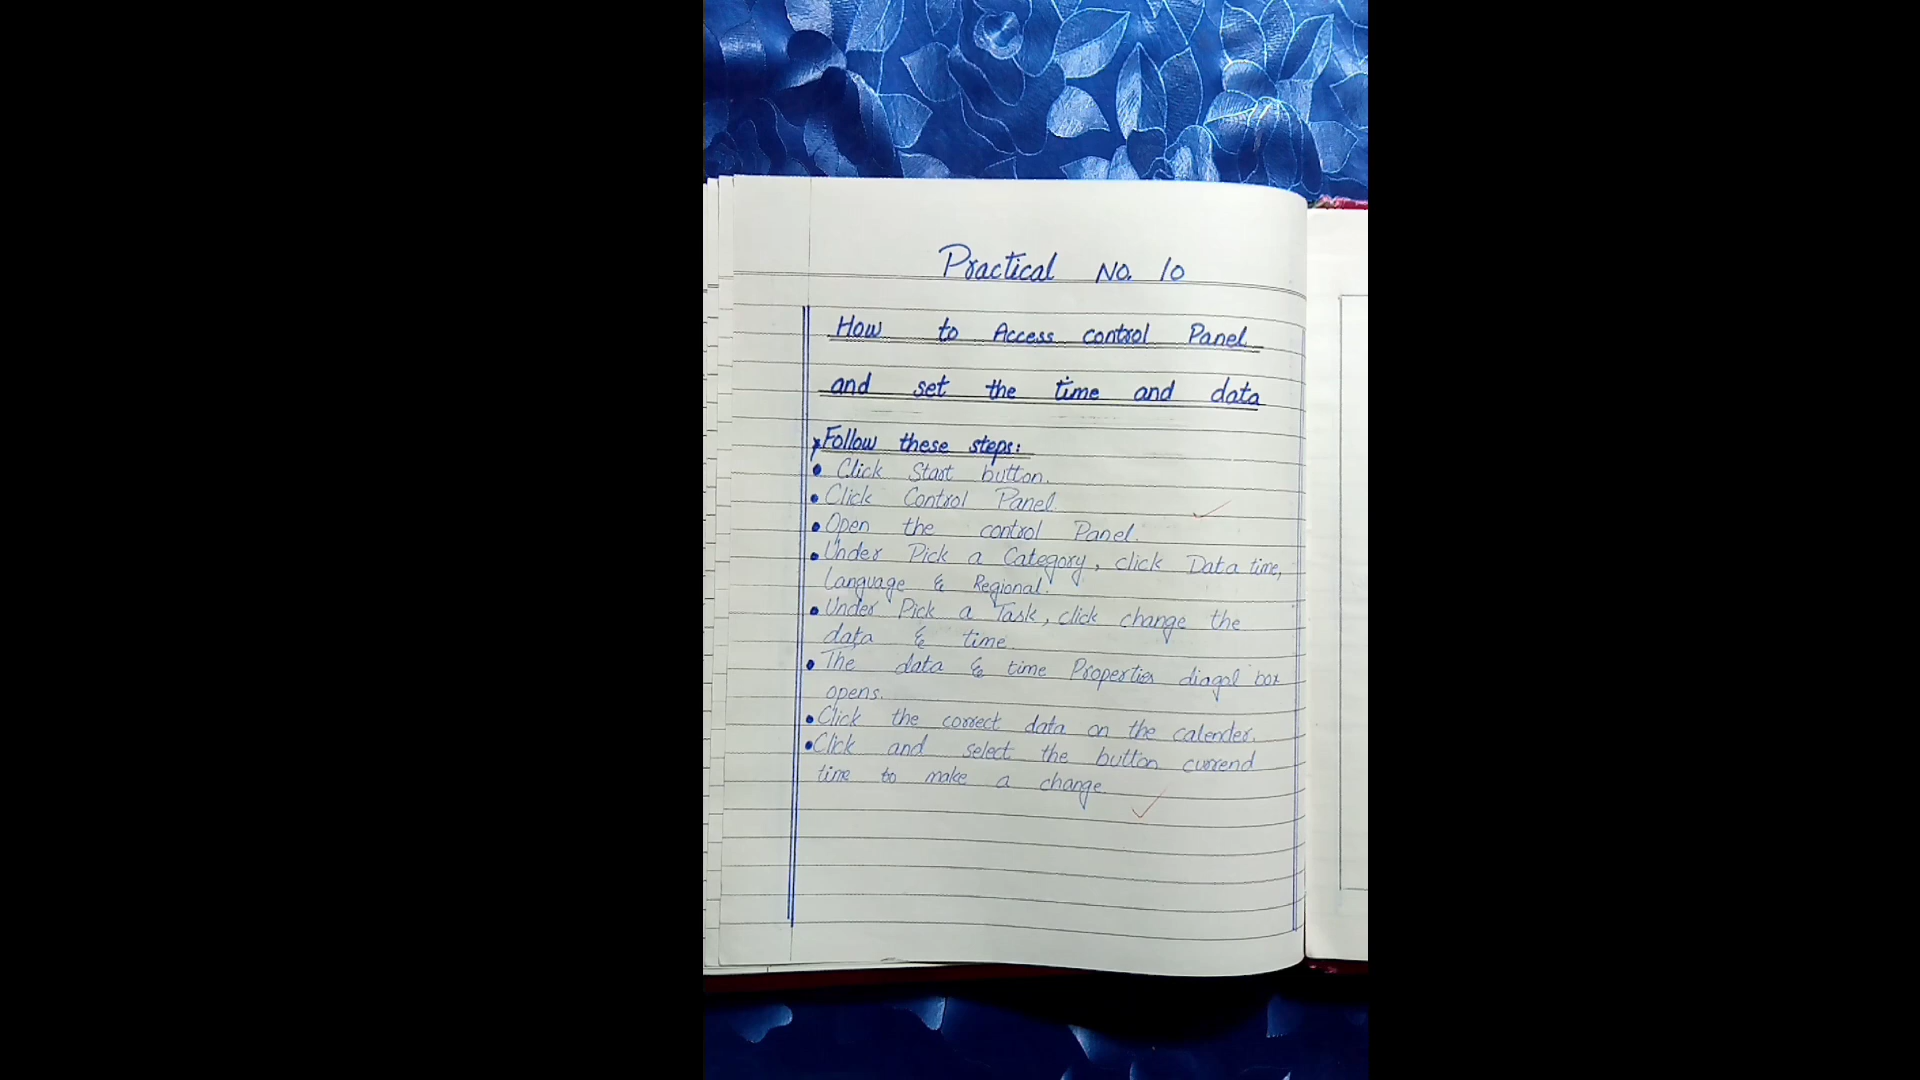 Practical No. 10
How to Access control Panel
and set the time and data
*Follow these steps:
• Click Start button.
• Click Control Panel.
• Open the control Panel.
• Under Pick a Category, click Data time,
Language & Regional.
• Under Pick a Task, click change the
data & time.
• The data & time Properties diagol box
opens.
• Click the correct data on the calender.
• Click and select the button currend
time to make a change.